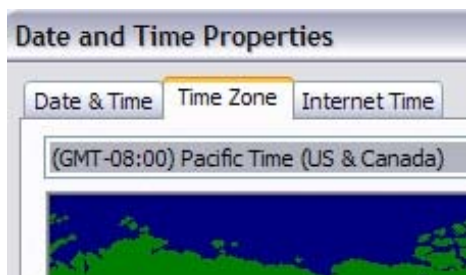 Date and Time Properties
Date & Time Time Zone Internet Time
(GMT-08:00) Pacific Time (US & Canada)